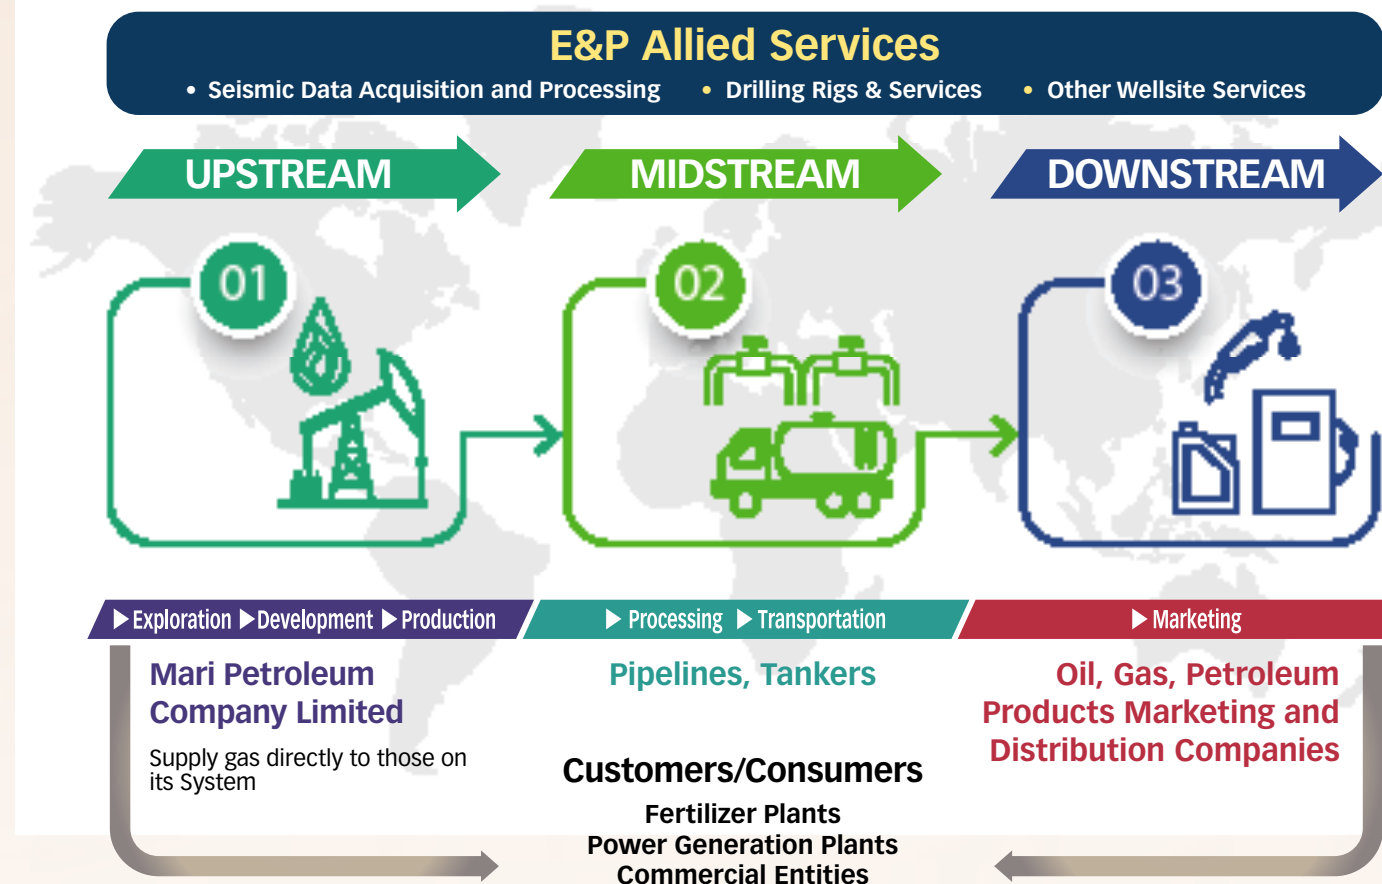 E&P Allied Services
• Seismic Data Acquisition and Processing • Drilling Rigs & Services • Other Wellsite Services
UPSTREAM
MIDSTREAM
DOWNSTREAM
01
02
03
Exploration Development Production
Processing Transportation
Marketing
Mari Petroleum
Company Limited
Supply gas directly to those on
its System
Pipelines, Tankers
Oil, Gas, Petroleum
Products Marketing and
Distribution Companies
Customers/Consumers
Fertilizer Plants
Power Generation Plants
Commercial Entities